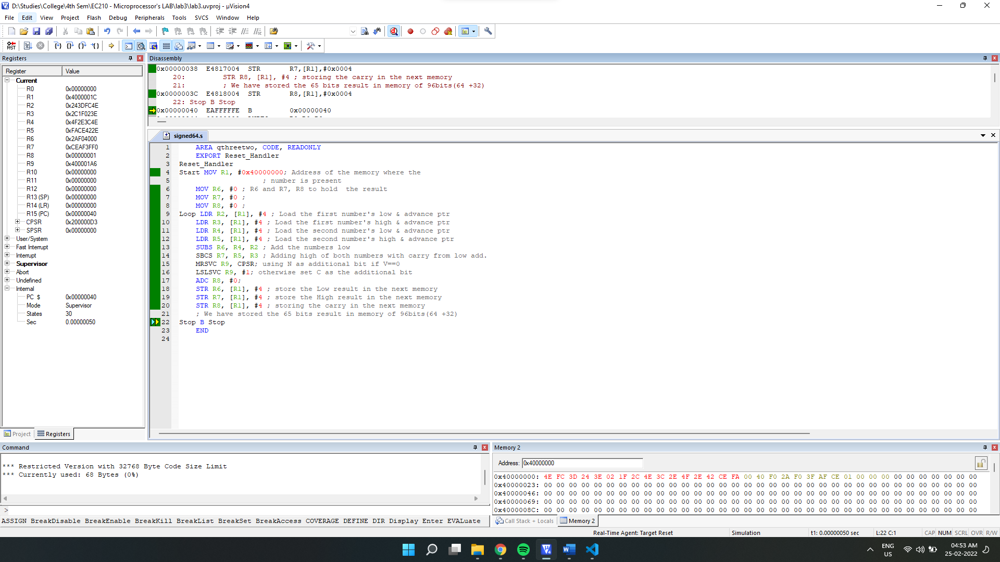 D:\Studies\College\4th Sem\EC210 - Microprocessor's LAB\lab3\lab3.uvproj - µVision4
File Edit View Project Flash Debug Peripherals Tools SVCS Window Help
Registers
Register Value
Current
R0 0x00000000
R1 0x4000001C
R2 0x243DFC4E
R3 0x2C1F023E
R4 0x4F2E3C4E
R5 0xFACE422E
R6 0x2AF04000
R7 0xCEAF3FF0
R8 0x00000001
R9 0x400001A6
R10 0x00000000
R11 0x00000000
R12 0x00000000
R13 (SP) 0x00000000
R14 (LR) 0x00000000
R15 (PC) 0x00000040
CPSR 0x200000D3
SPSR 0x00000000
User/System
Fast Interrupt
Interrupt
Supervisor
Abort
Undefined
Internal
PC $ 0x00000040
Mode Supervisor
States 30
Sec 0.00000050
Project Registers
Disassembly
0x00000038 E4817004 STR R7,[R1],#0x0004
20: STR R8, [R1], #4 ; storing the carry in the next memory
21: ; We have stored the 65 bits result in memory of 96bits(64 +32)
0x0000003C E4818004 STR R8,[R1],#0x0004
22: Stop B Stop
0x00000040 EAFFFFFE B 0x00000040
signed64.s
1 AREA qthreetwo, CODE, READONLY
2 EXPORT Reset_Handler
3 Reset_Handler
4 Start MOV R1, #0x40000000; Address of the memory where the
5 ; number is present
6 MOV R6, #0 ; R6 and R7, R8 to hold  the result
7 MOV R7, #0 ;
8 MOV R8, #0 ;
9 Loop LDR R2, [R1], #4 ; Load the first number's low & advance ptr
10 LDR R3, [R1], #4 ; Load the first number's high & advance ptr
11 LDR R4, [R1], #4 ; Load the second number's low & advance ptr
12 LDR R5, [R1], #4 ; Load the second number's high & advance ptr
13 SUBS R6, R4, R2 ; Add the numbers low
14 SBCS R7, R5, R3 ; Adding high of both numbers with carry from low add.
15 MRSVC R9, CPSR; using N as additional bit if V==0
16 LSLSVC R9, #1; otherwise set C as the additional bit
17 ADC R8, #0;
18 STR R6, [R1], #4 ; store the Low result in the next memory
19 STR R7, [R1], #4 ; store the High result in the next memory
20 STR R8, [R1], #4 ; storing the carry in the next memory
21 ; We have stored the 65 bits result in memory of 96bits(64 +32)
22 Stop B Stop
23 END
24
Command
*** Restricted Version with 32768 Byte Code Size Limit
*** Currently used: 68 Bytes (0%)
>
ASSIGN BreakDisable BreakEnable BreakKill BreakList BreakSet BreakAccess COVERAGE DEFINE DIR Display Enter EVALuate
Memory 2
Address: 0x40000000
0x40000000: 4E FC 3D 24 3E 02 1F 2C 4E 3C 2E 4F 2E 42 CE FA 00 40 F0 2A F0 3F AF CE 01 00 00 00 00 00 00 00 00 00 00
0x40000023: 00 00 00 00 00 00 00 00 00 00 00 00 00 00 00 00 00 00 00 00 00 00 00 00 00 00 00 00 00 00 00 00 00 00 00
0x40000046: 00 00 00 00 00 00 00 00 00 00 00 00 00 00 00 00 00 00 00 00 00 00 00 00 00 00 00 00 00 00 00 00 00 00 00
0x40000069: 00 00 00 00 00 00 00 00 00 00 00 00 00 00 00 00 00 00 00 00 00 00 00 00 00 00 00 00 00 00 00 00 00 00 00
0x4000008C: 00 00 00 00 00 00 00 00 00 00 00 00 00 00 00 00 00 00 00 00 00 00 00 00 00 00 00 00 00 00 00 00 00 00 00
Call Stack + Locals Memory 2
Real-Time Agent: Target Reset Simulation t1: 0.00000050 sec L:22 C:1 CAP NUM SCRL OVR R/W
ENG
US
04:53 AM
25-02-2022